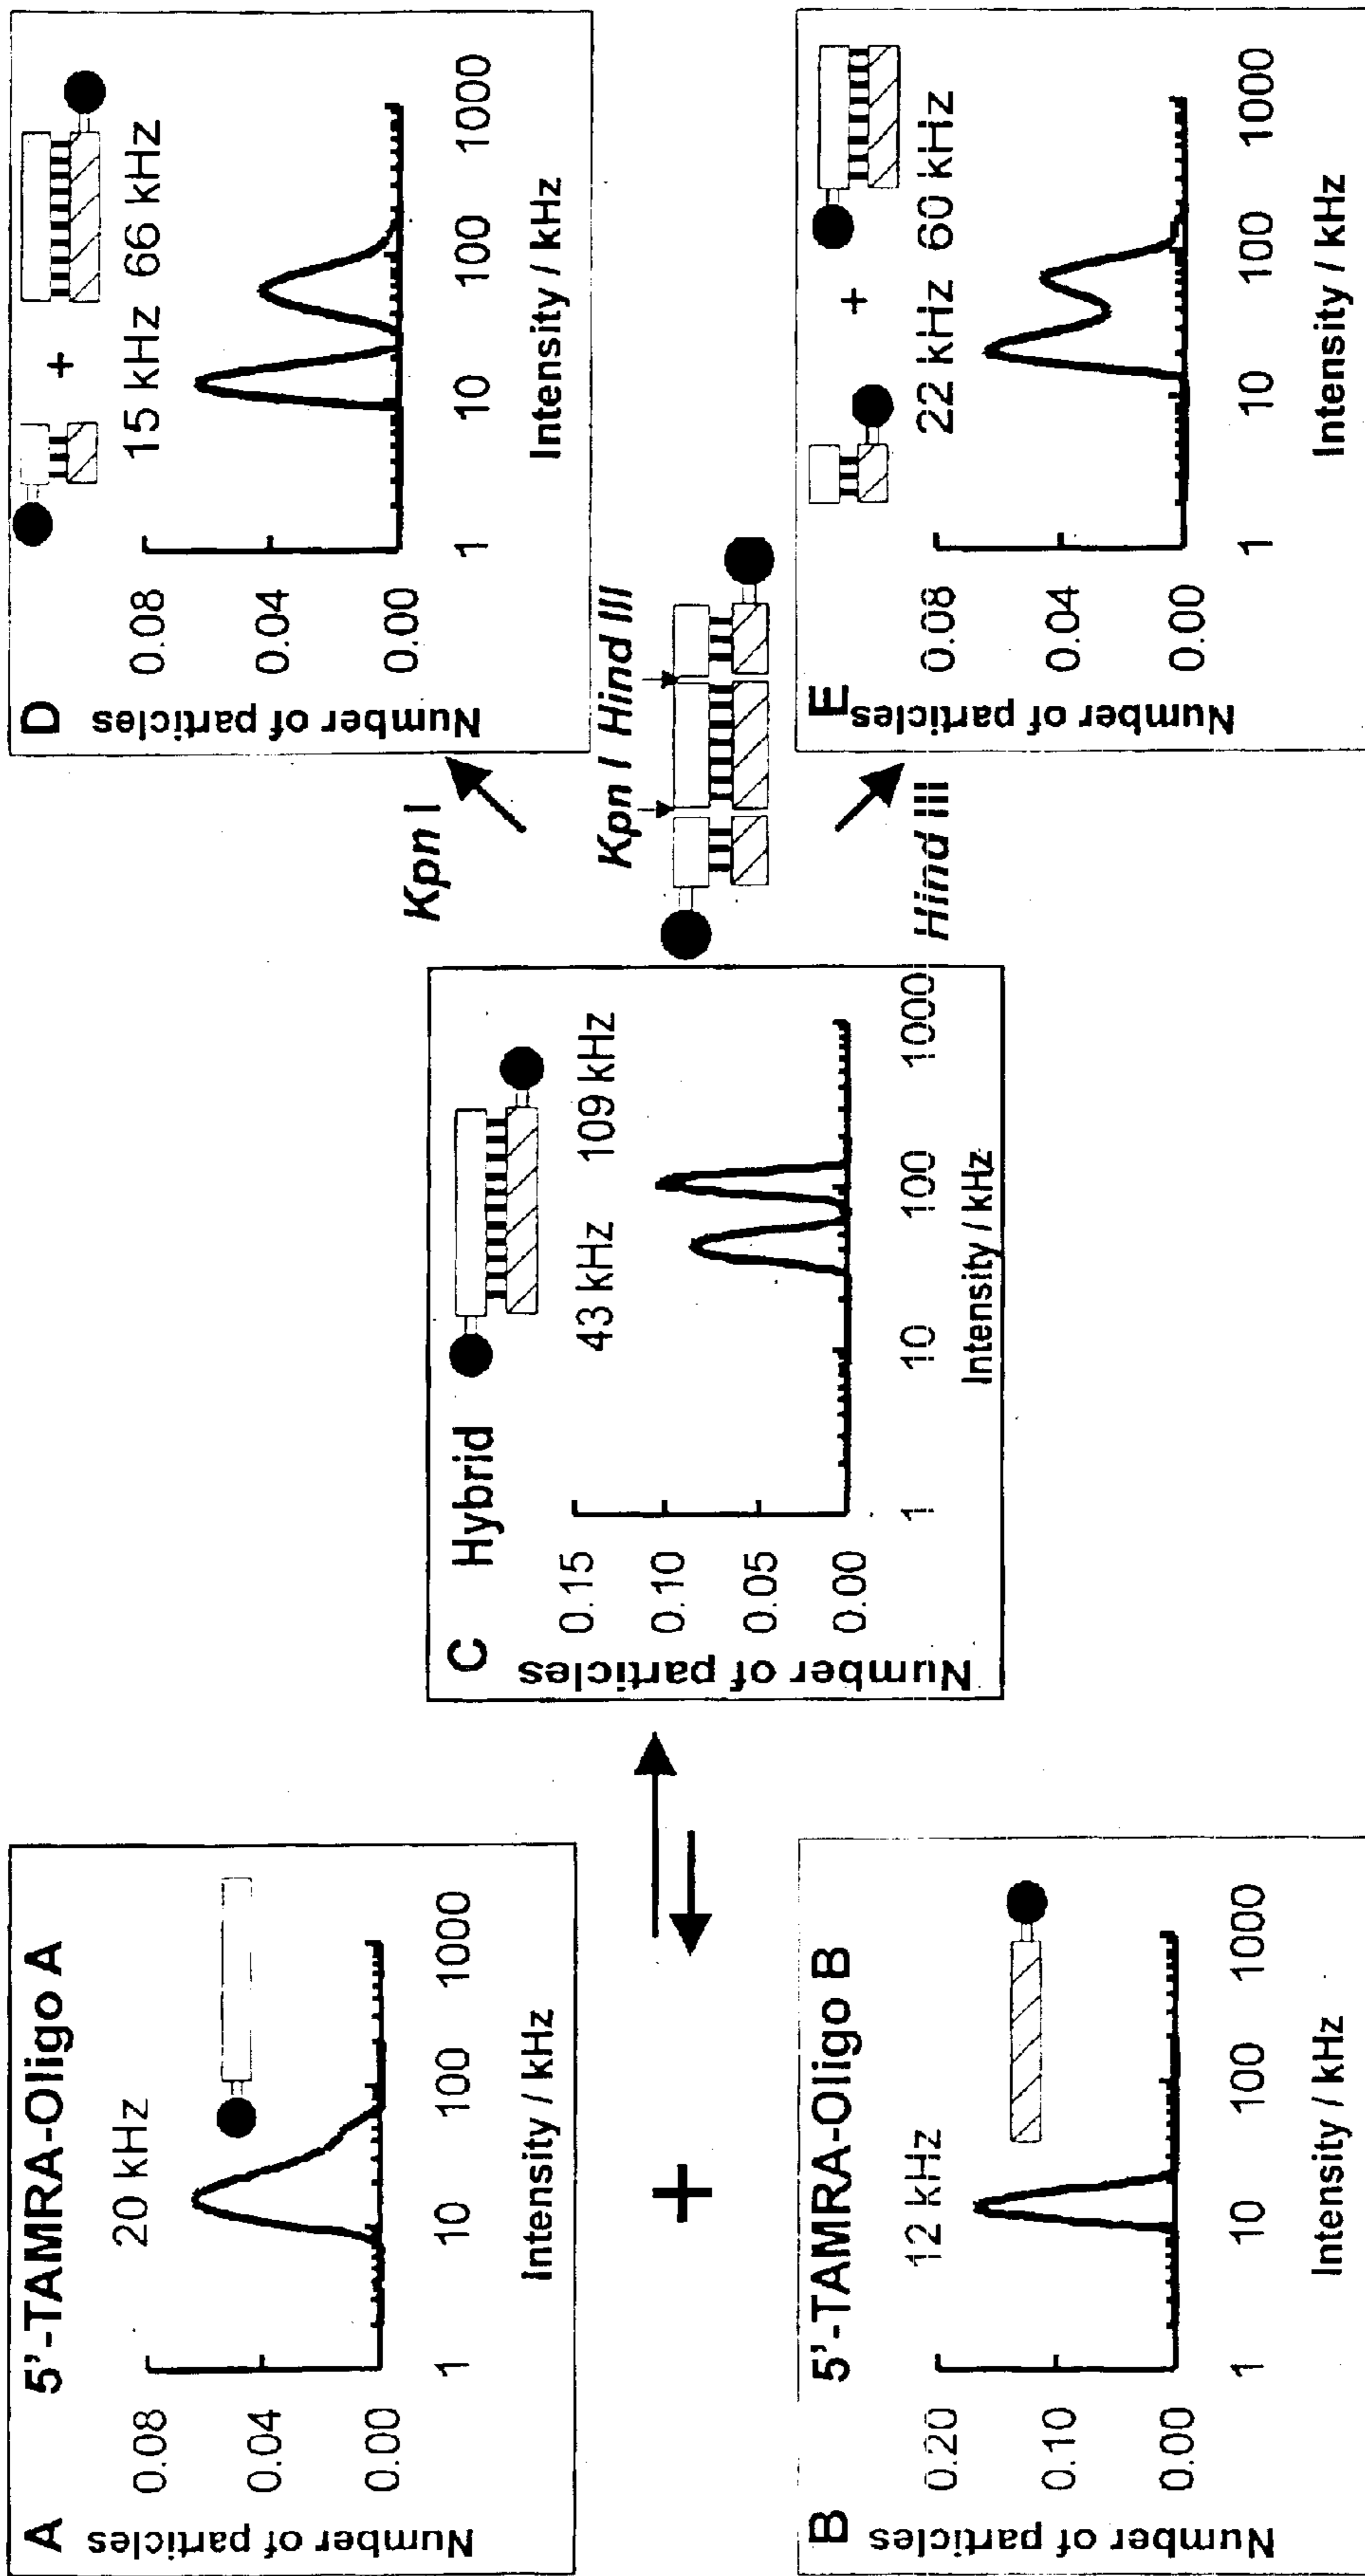 A 5'-TAMRA-Oligo A
20 kHz
Number of particles
0.08
0.04
0.00
1 10 100 1000
Intensity / kHz
+
B 5'-TAMRA-Oligo B
12 kHz
Number of particles
0.20
0.10
0.00
1 10 100 1000
Intensity / kHz
C Hybrid
43 kHz 109 kHz
Number of particles
0.15
0.10
0.05
0.00
1 10 100 1000
Intensity / kHz
Kpn I
Kpn I Hind III
Hind III
D
+
15 kHz 66 kHz
Number of particles
0.08
0.04
0.00
1 10 100 1000
Intensity / kHz
E
+
22 kHz 60 kHz
Number of particles
0.08
0.04
0.00
1 10 100 1000
Intensity / kHz